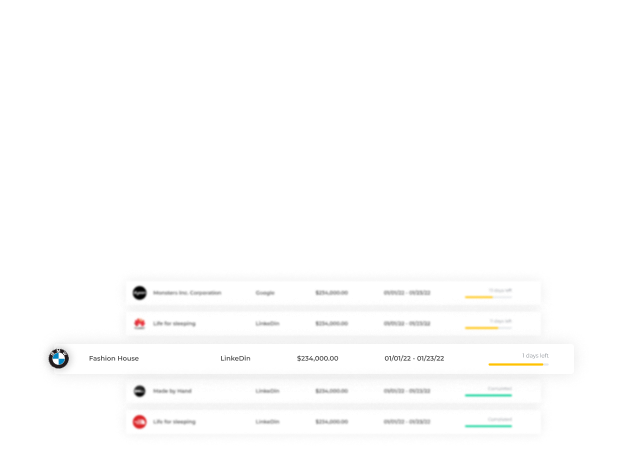 Monsters Inc. Corporation Google $234,000.00 01/01/22 - 01/23/22
Life for sleeping LinkedIn $234,000.00 01/01/22 - 01/23/22
Fashion House LinkeDin $234,000.00 01/01/22 - 01/23/22 1 days left
Made by Hand LinkedIn $234,000.00 01/01/22 - 01/23/22 Completed
Life for sleeping LinkedIn $234,000.00 01/01/22 - 01/23/22 Completed